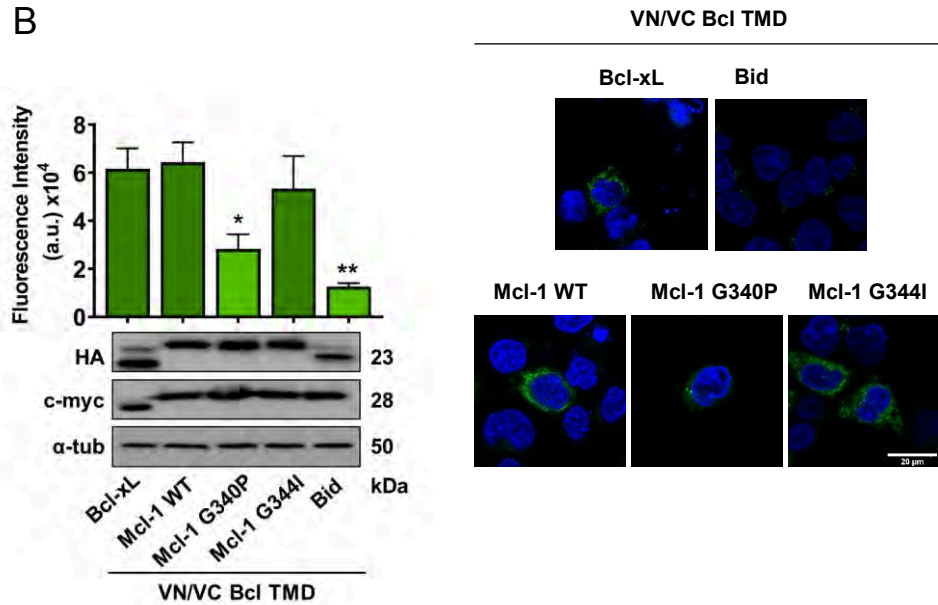 B
Fluorescence Intensity
(a.u.) x10⁴
8
6
4
2
0
*
**
HA
23
c-myc
28
α-tub
50
kDa
Bcl-xL
Mcl-1 WT
Mcl-1 G340P
Mcl-1 G344I
Bid
VN/VC Bcl TMD
VN/VC Bcl TMD
Bcl-xL
Bid
Mcl-1 WT
Mcl-1 G340P
Mcl-1 G344I
20 µm